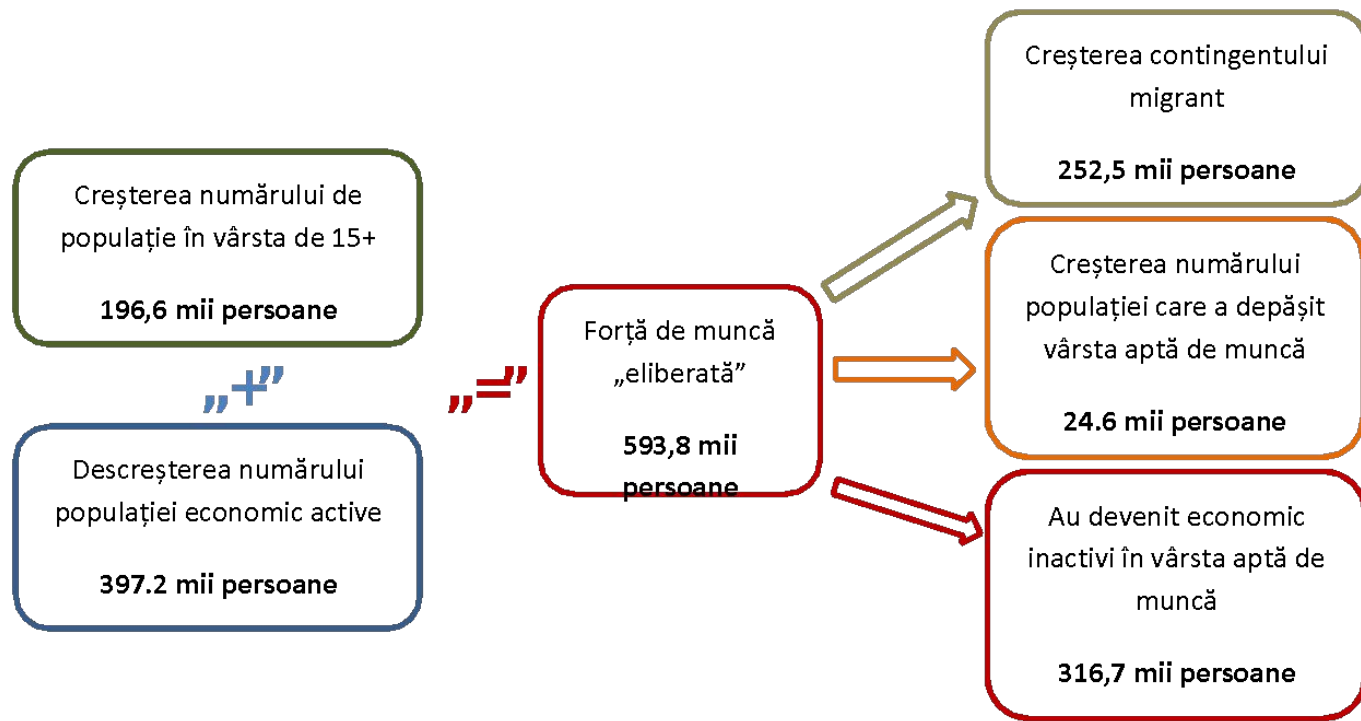 Creșterea numărului de
populație în vârsta de 15+
196,6 mii persoane
„+”
Descreșterea numărului
populației economic active
397.2 mii persoane
„=”
Forță de muncă
„eliberată”
593,8 mii
persoane
Creșterea contingentului
migrant
252,5 mii persoane
Creșterea numărului
populației care a depășit
vârsta aptă de muncă
24.6 mii persoane
Au devenit economic
inactivi în vârsta aptă de
muncă
316,7 mii persoane